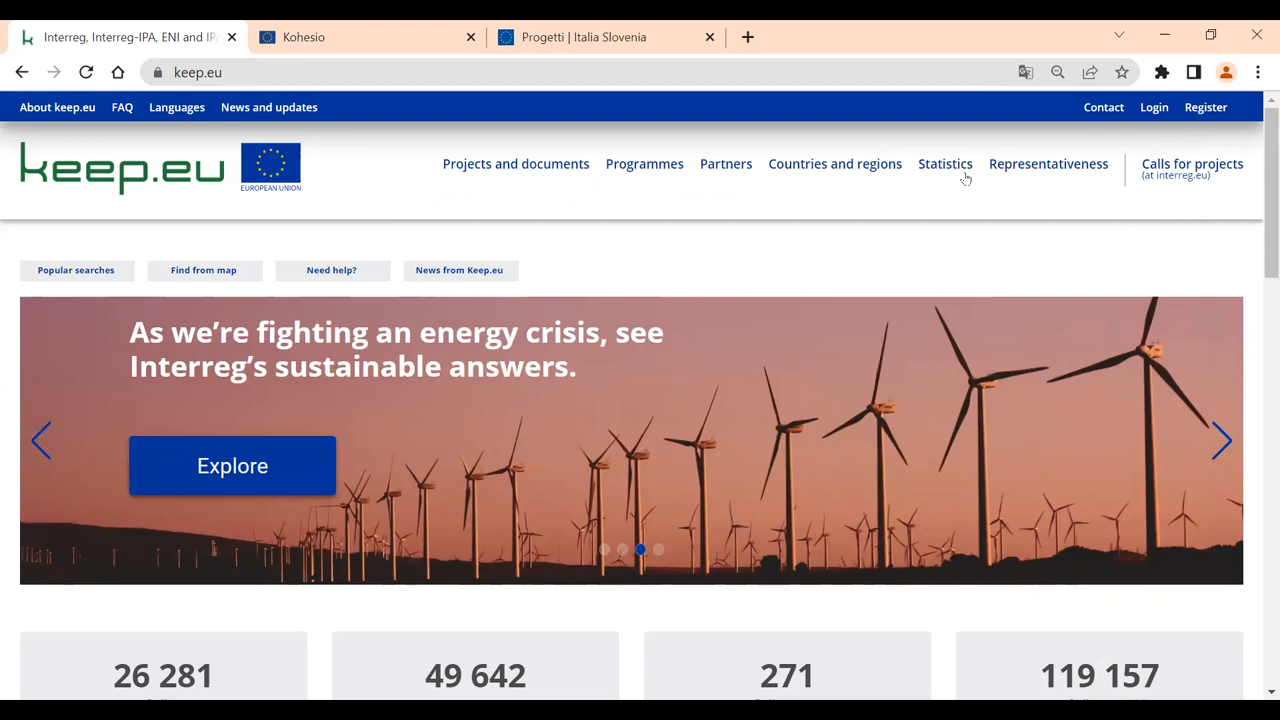 Interreg, Interreg-IPA, ENI and IPA
Kohesio
Progetti | Italia Slovenia
keep.eu
About keep.eu
FAQ
Languages
News and updates
Contact
Login
Register
keep.eu
EUROPEAN UNION
Projects and documents
Programmes
Partners
Countries and regions
Statistics
Representativeness
Calls for projects
(at interreg.eu)
Popular searches
Find from map
Need help?
News from Keep.eu
As we’re fighting an energy crisis, see
Interreg’s sustainable answers.
Explore
26 281
49 642
271
119 157